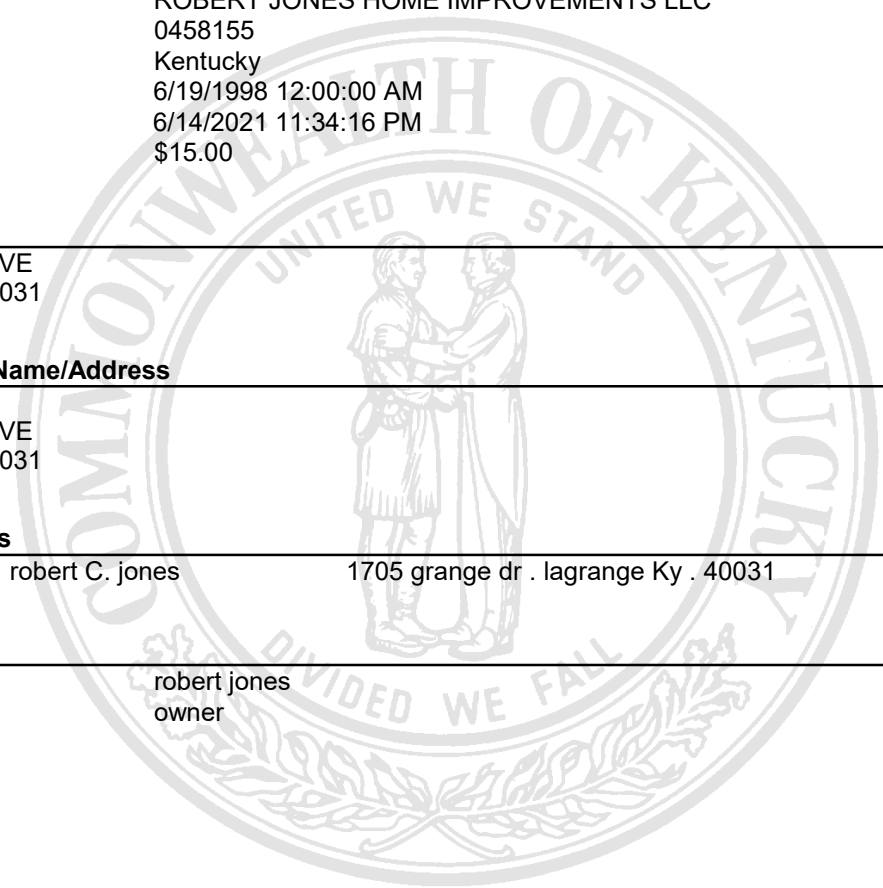 ROBERT JONES HOME IMPROVEMENTS LLC
0458155
Kentucky
6/19/1998 12:00:00 AM
6/14/2021 11:34:16 PM
$15.00
COMMONWEALTH OF KENTUCKY
UNITED WE STAND
VE
031
Name/Address
VE
031
s
robert C. jones 1705 grange dr . lagrange Ky . 40031
DIVIDED WE FALL
robert jones
owner